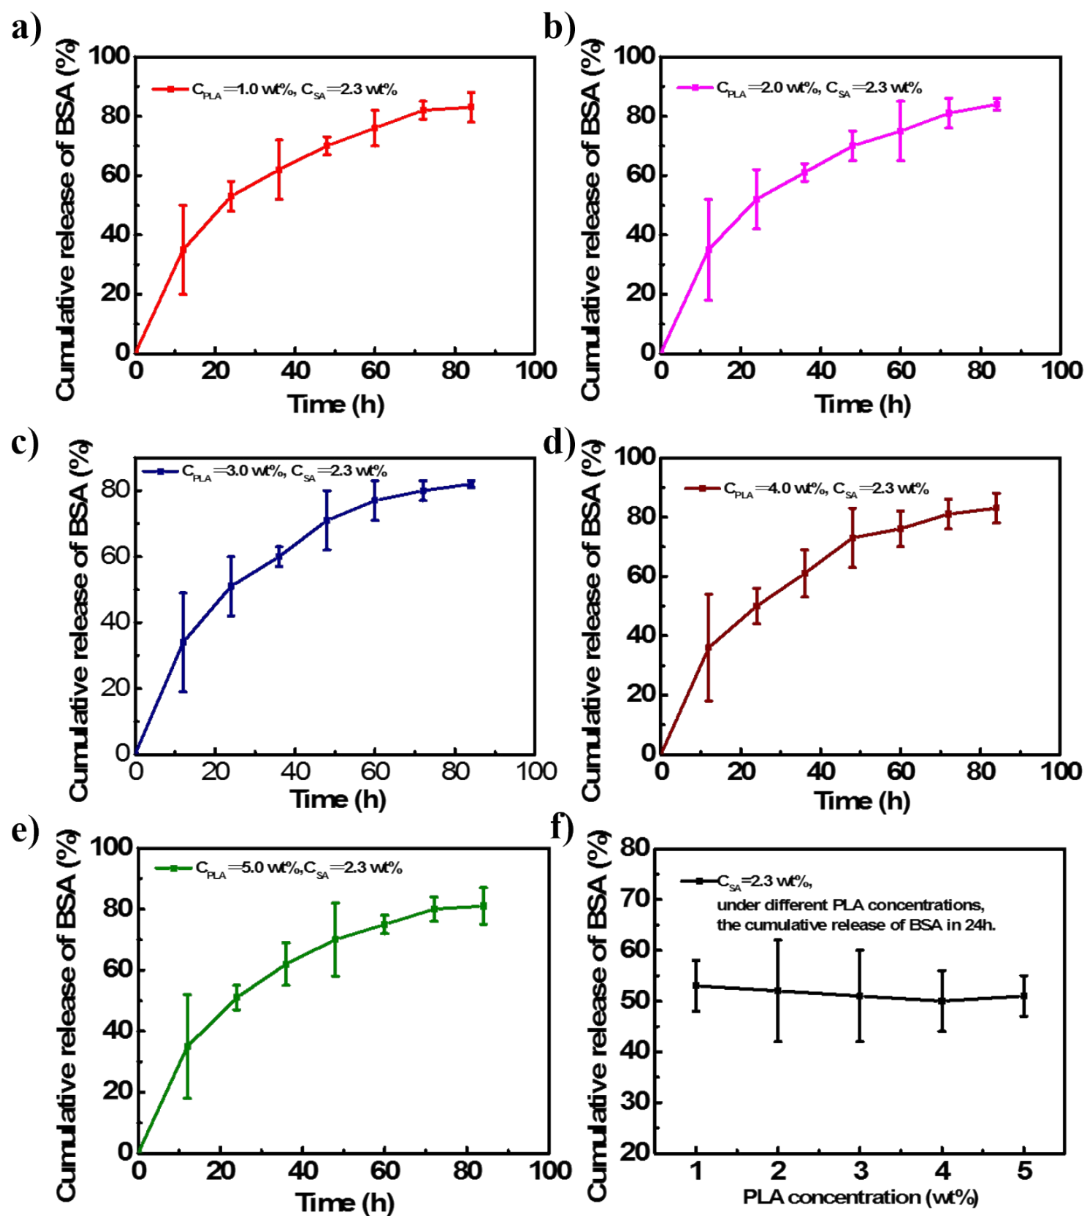 a)
Cumulative release of BSA (%)
100
80
60
40
20
0
C_PLA=1.0 wt%, C_SA=2.3 wt%
0 20 40 60 80 100
Time (h)
b)
Cumulative release of BSA (%)
100
80
60
40
20
0
C_PLA=2.0 wt%, C_SA=2.3 wt%
0 20 40 60 80 100
Time (h)
c)
Cumulative release of BSA (%)
80
60
40
20
0
C_PLA=3.0 wt%, C_SA=2.3 wt%
0 20 40 60 80 100
Time (h)
d)
Cumulative release of BSA (%)
100
80
60
40
20
0
C_PLA=4.0 wt%, C_SA=2.3 wt%
0 20 40 60 80 100
Time (h)
e)
Cumulative release of BSA (%)
100
80
60
40
20
0
C_PLA=5.0 wt%,C_SA=2.3 wt%
0 20 40 60 80 100
Time (h)
f)
Cumulative release of BSA (%)
80
70
60
50
40
30
20
C_SA=2.3 wt%,
under different PLA concentrations,
the cumulative release of BSA in 24h.
1 2 3 4 5
PLA concentration (wt%)